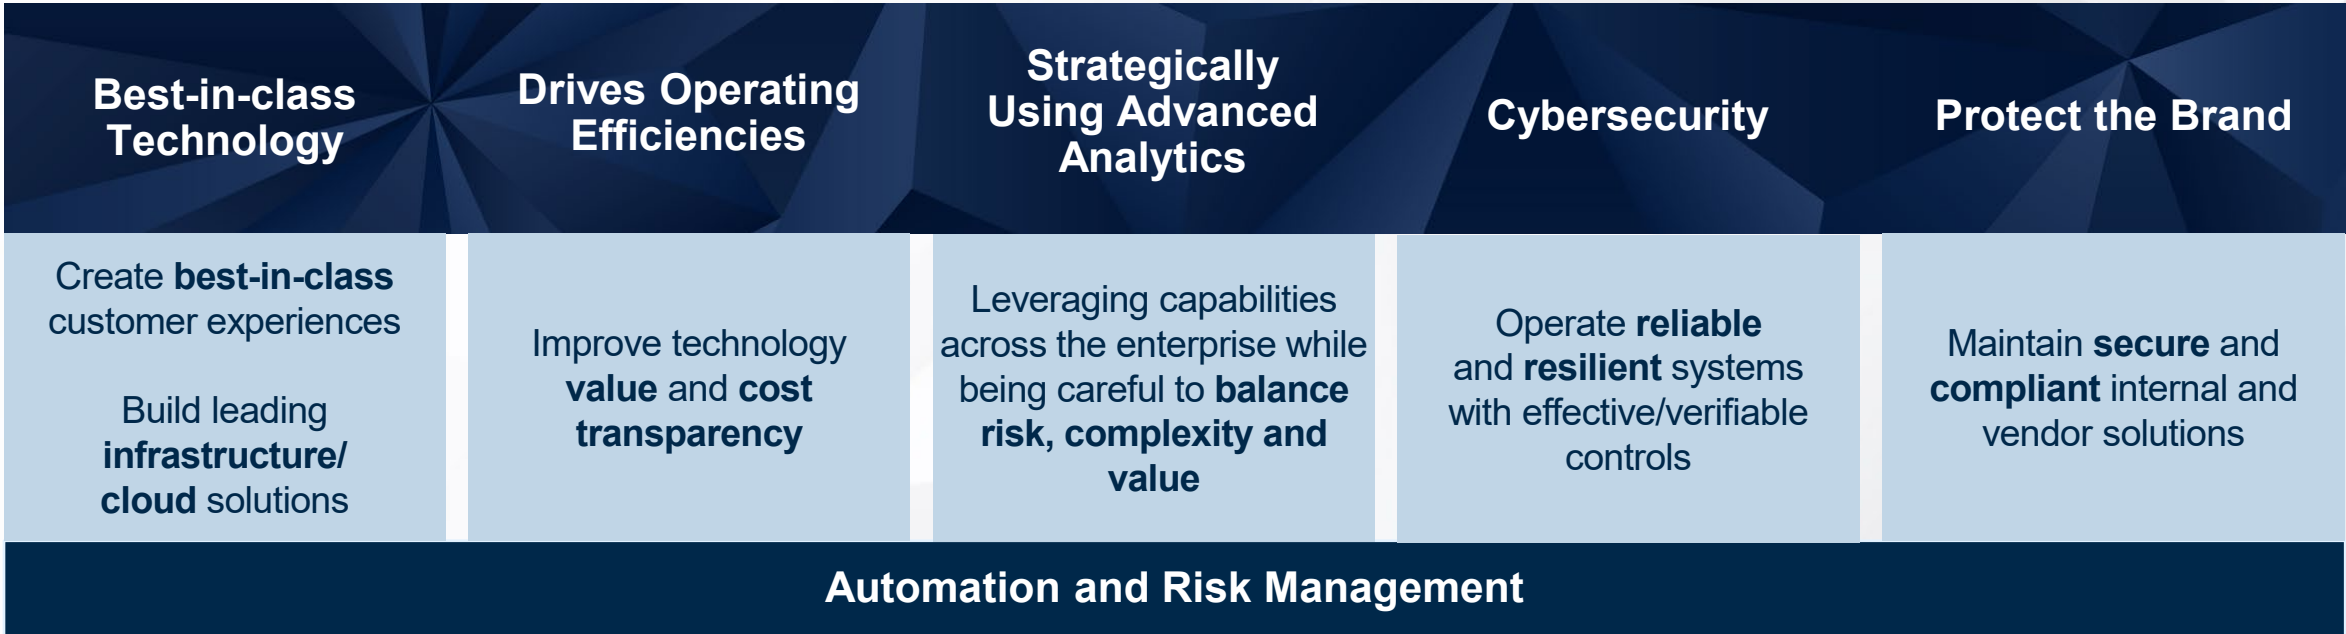 Best-in-class
Technology
Drives Operating
Efficiencies
Strategically
Using Advanced
Analytics
Cybersecurity
Protect the Brand
Create best-in-class
customer experiences
Build leading
infrastructure/
cloud solutions
Improve technology
value and cost
transparency
Leveraging capabilities
across the enterprise while
being careful to balance
risk, complexity and
value
Operate reliable
and resilient systems
with effective/verifiable
controls
Maintain secure and
compliant internal and
vendor solutions
Automation and Risk Management